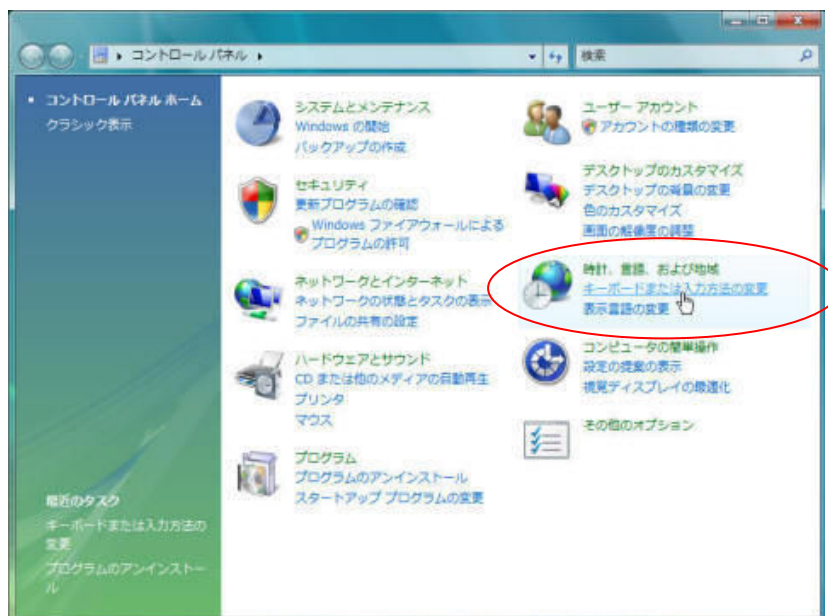 コントロール パネル
検索
コントロール パネル ホーム
クラシック表示
システムとメンテナンス
Windows の開始
バックアップの作成
セキュリティ
更新プログラムの確認
Windows ファイアウォールによる
プログラムの許可
ネットワークとインターネット
ネットワークの状態とタスクの表示
ファイルの共有の設定
ハードウェアとサウンド
CD または他のメディアの自動再生
プリンタ
マウス
プログラム
プログラムのアンインストール
スタートアップ プログラムの変更
ユーザー アカウント
アカウントの種類の変更
デスクトップのカスタマイズ
デスクトップの背景の変更
色のカスタマイズ
画面の解像度の調整
時計、言語、および地域
キーボードまたは入力方法の変更
表示言語の変更
コンピュータの簡単操作
設定の提案の表示
視覚ディスプレイの最適化
その他のオプション
最近のタスク
キーボードまたは入力方法の
変更
プログラムのアンインストー
ル